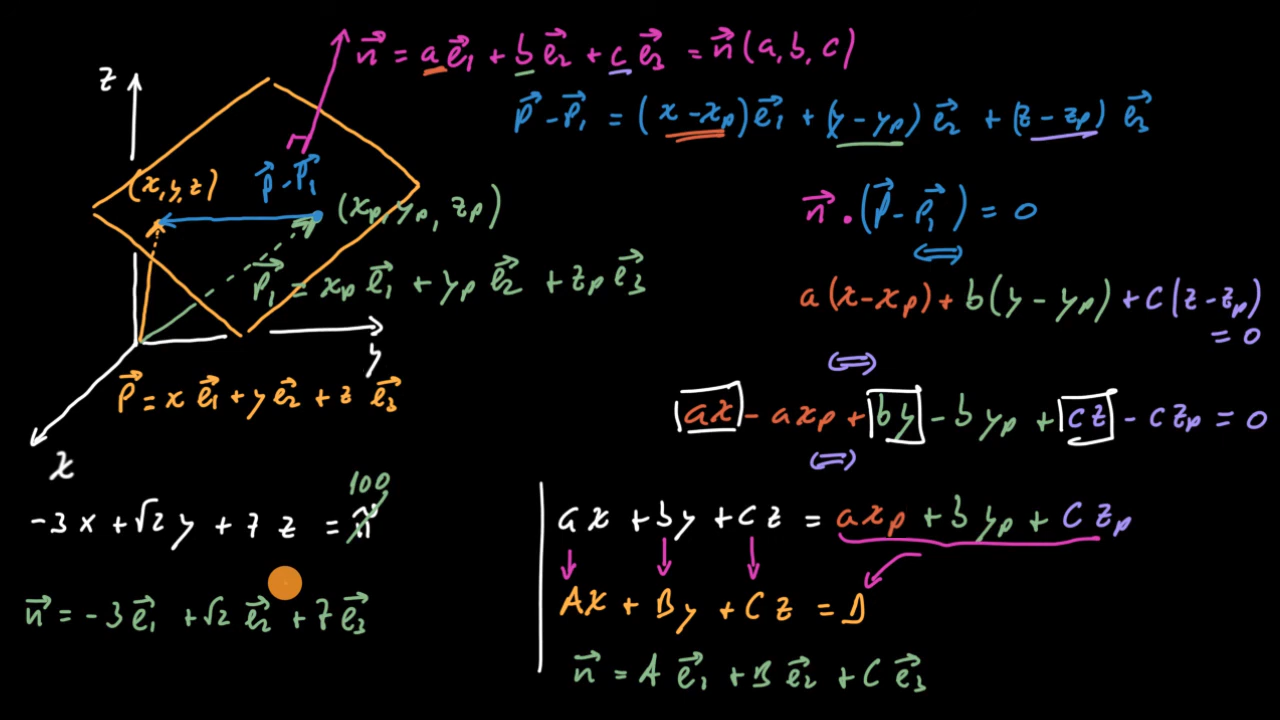 n⃗ = a e⃗₁ + b e⃗₂ + c e⃗₃ = n⃗ (a, b, c)
z
p⃗ - p⃗₁ = (x - xₚ) e⃗₁ + (y - yₚ) e⃗₂ + (z - zₚ) e⃗₃
(x, y, z)
p⃗ - p⃗₁
(xₚ, yₚ, zₚ)
n⃗ · (p⃗ - p⃗₁) = 0
⟺
p⃗₁ = xₚ e⃗₁ + yₚ e⃗₂ + zₚ e⃗₃
a(x - xₚ) + b(y - yₚ) + c(z - zₚ)
= 0
y
⟺
p⃗ = x e⃗₁ + y e⃗₂ + z e⃗₃
ax - axₚ + by - byₚ + cz - czₚ = 0
x
⟺
100
-3x + √2 y + 7 z = π
ax + by + cz = axₚ + byₚ + czₚ
Ax + By + Cz = D
n⃗ = -3 e⃗₁ + √2 e⃗₂ + 7 e⃗₃
n⃗ = A e⃗₁ + B e⃗₂ + C e⃗₃